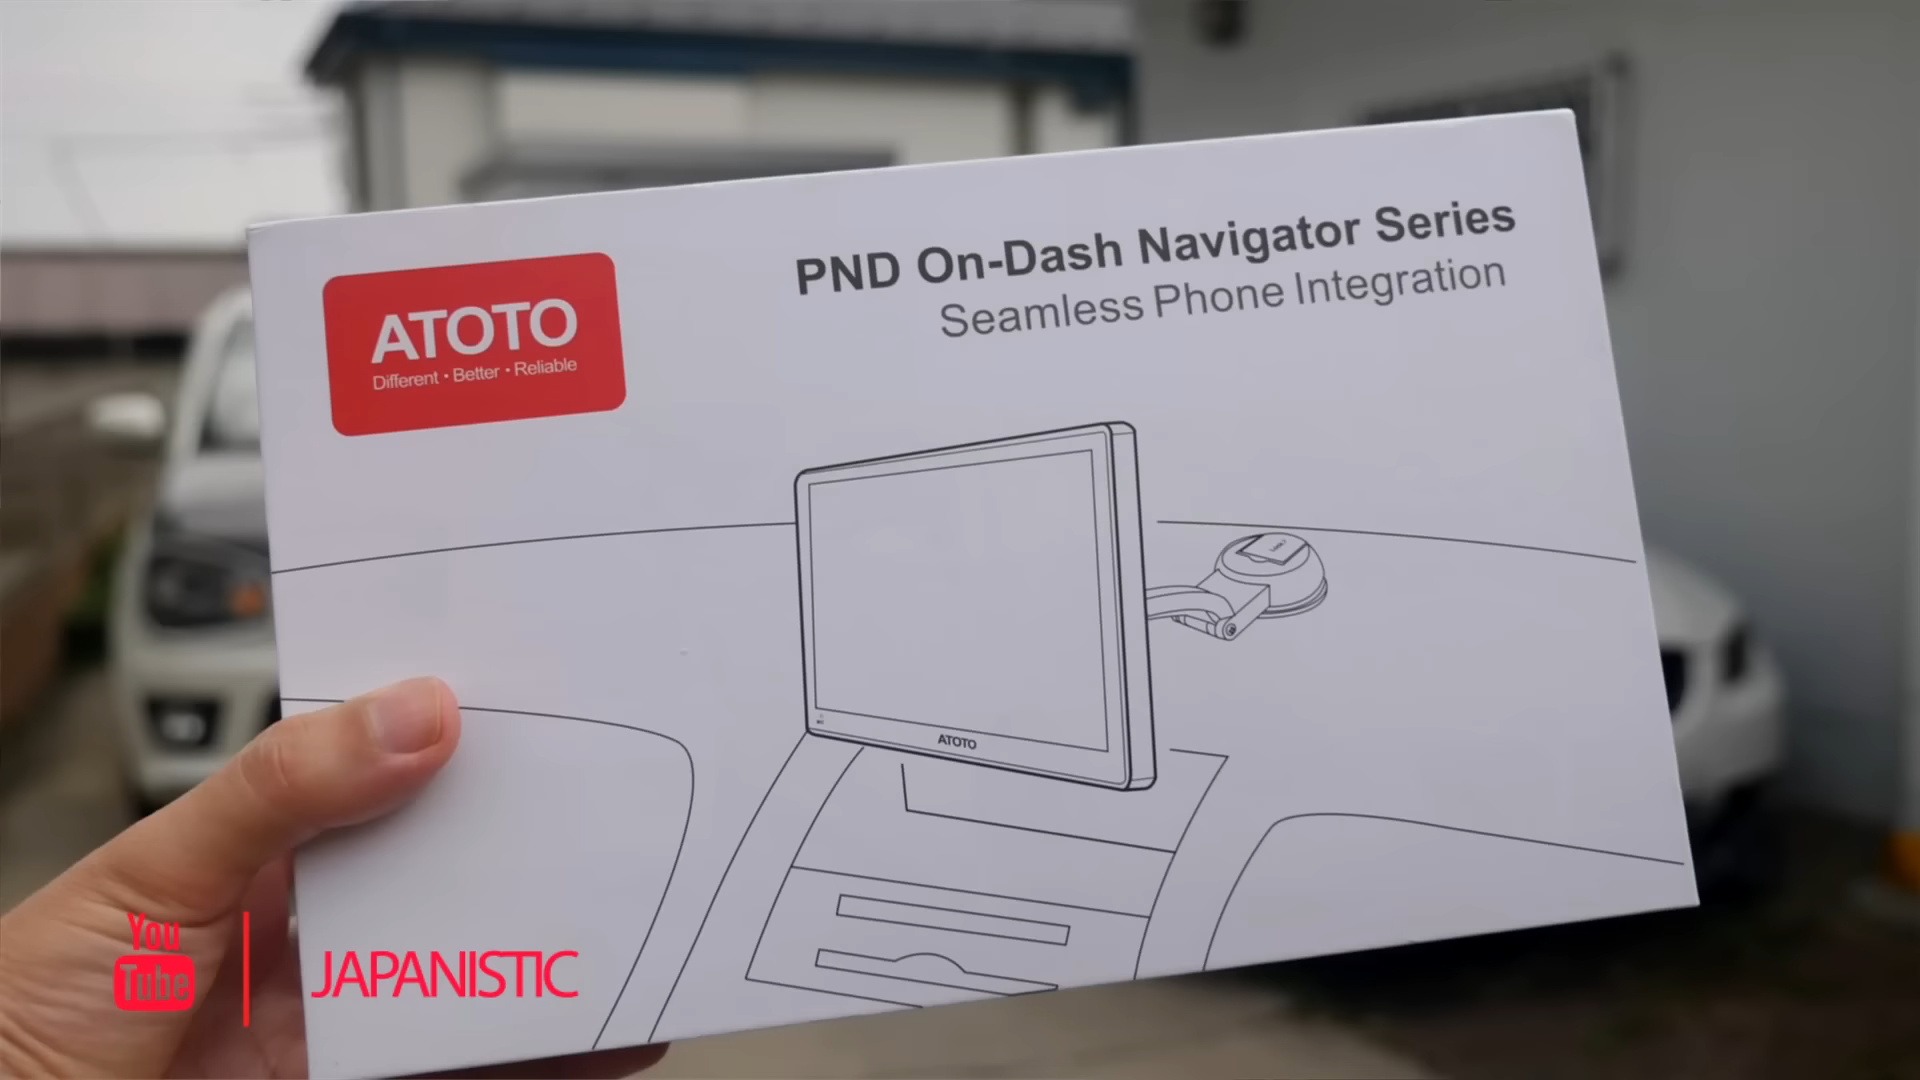 PND On-Dash Navigator Series
Seamless Phone Integration
ATOTO
Different • Better • Reliable
ATOTO
You
Tube
JAPANISTIC